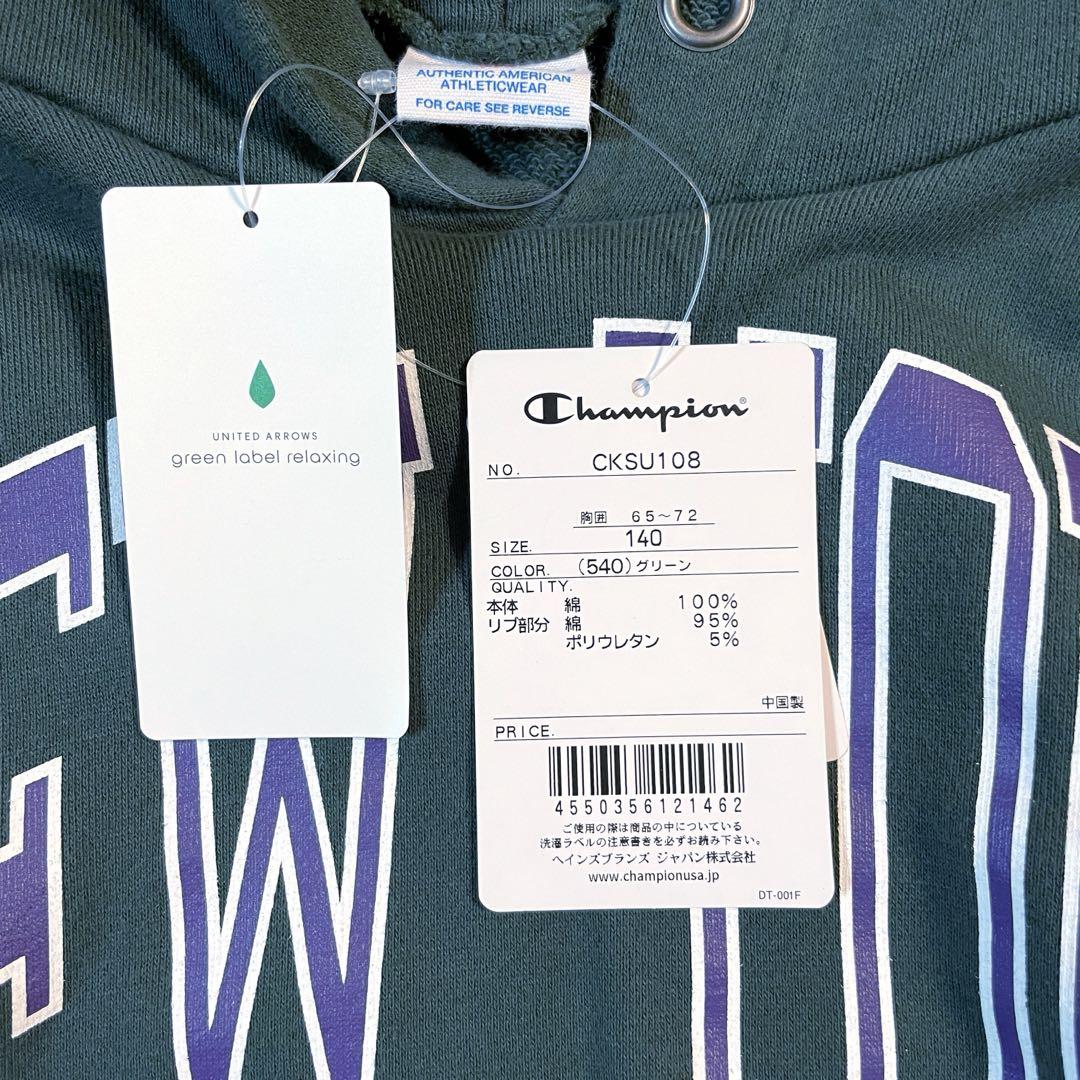 AUTHENTIC AMERICAN
ATHLETICWEAR
FOR CARE SEE REVERSE
UNITED ARROWS
green label relaxing
Champion®
NO. CKSU108
胸囲 65～72
SIZE. 140
COLOR. (540)グリーン
QUALITY.
本体 綿 100%
リブ部分 綿 95%
ポリウレタン 5%
中国製
PRICE.
4550356121462
ご使用の際は商品の中についている
洗濯ラベルの注意書きを必ずお読み下さい。
ヘインズブランズ ジャパン株式会社
www.championusa.jp
DT-001F
W